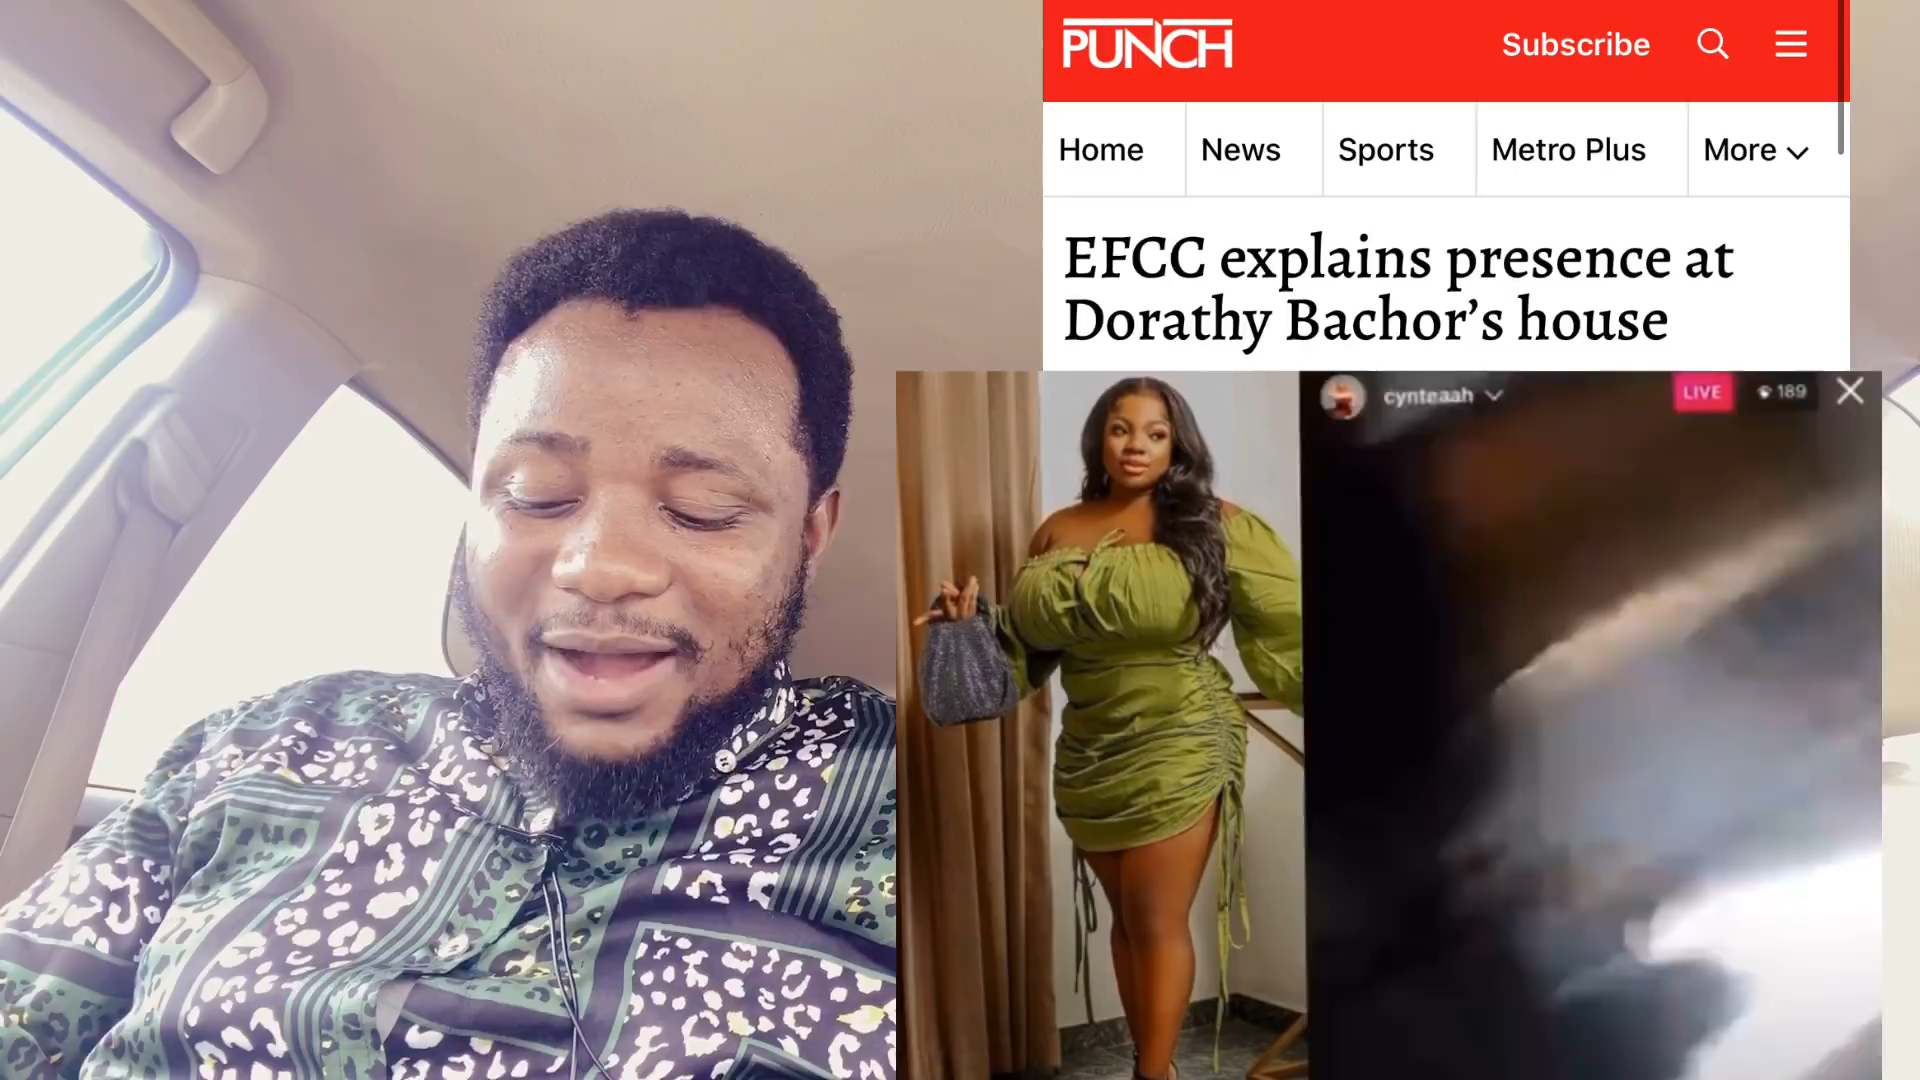 PUNCH
Subscribe
Home News Sports Metro Plus More
EFCC explains presence at
Dorathy Bachor’s house
cynteaah LIVE 189